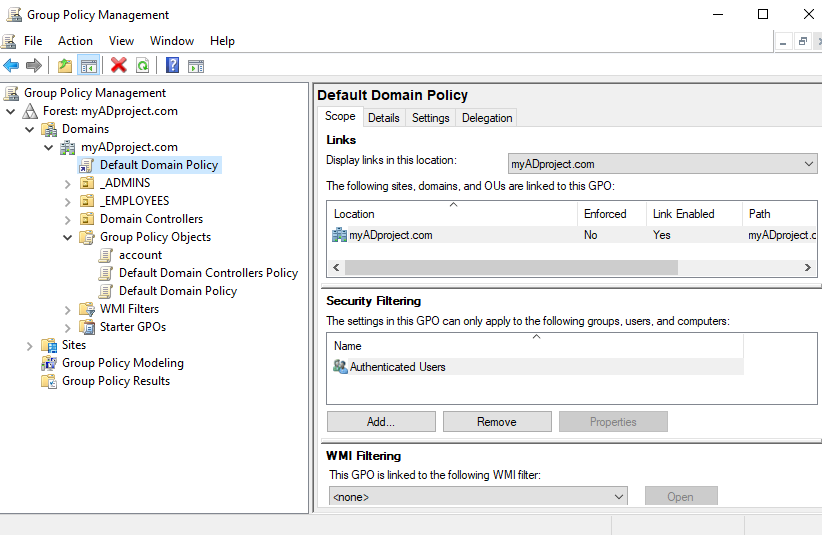 Group Policy Management
File Action View Window Help
Group Policy Management
Forest: myADproject.com
Domains
myADproject.com
Default Domain Policy
_ADMINS
_EMPLOYEES
Domain Controllers
Group Policy Objects
account
Default Domain Controllers Policy
Default Domain Policy
WMI Filters
Starter GPOs
Sites
Group Policy Modeling
Group Policy Results
Default Domain Policy
Scope Details Settings Delegation
Links
Display links in this location: myADproject.com
The following sites, domains, and OUs are linked to this GPO:
Location Enforced Link Enabled Path
myADproject.com No Yes myADproject.c
Security Filtering
The settings in this GPO can only apply to the following groups, users, and computers:
Name
Authenticated Users
Add... Remove Properties
WMI Filtering
This GPO is linked to the following WMI filter:
<none> Open